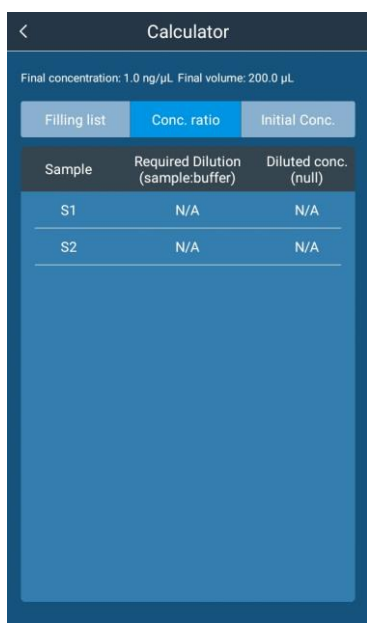 Calculator
Final concentration: 1.0 ng/µL Final volume: 200.0 µL
Filling list Conc. ratio Initial Conc.
Sample Required Dilution (sample:buffer) Diluted conc. (null)
S1 N/A N/A
S2 N/A N/A